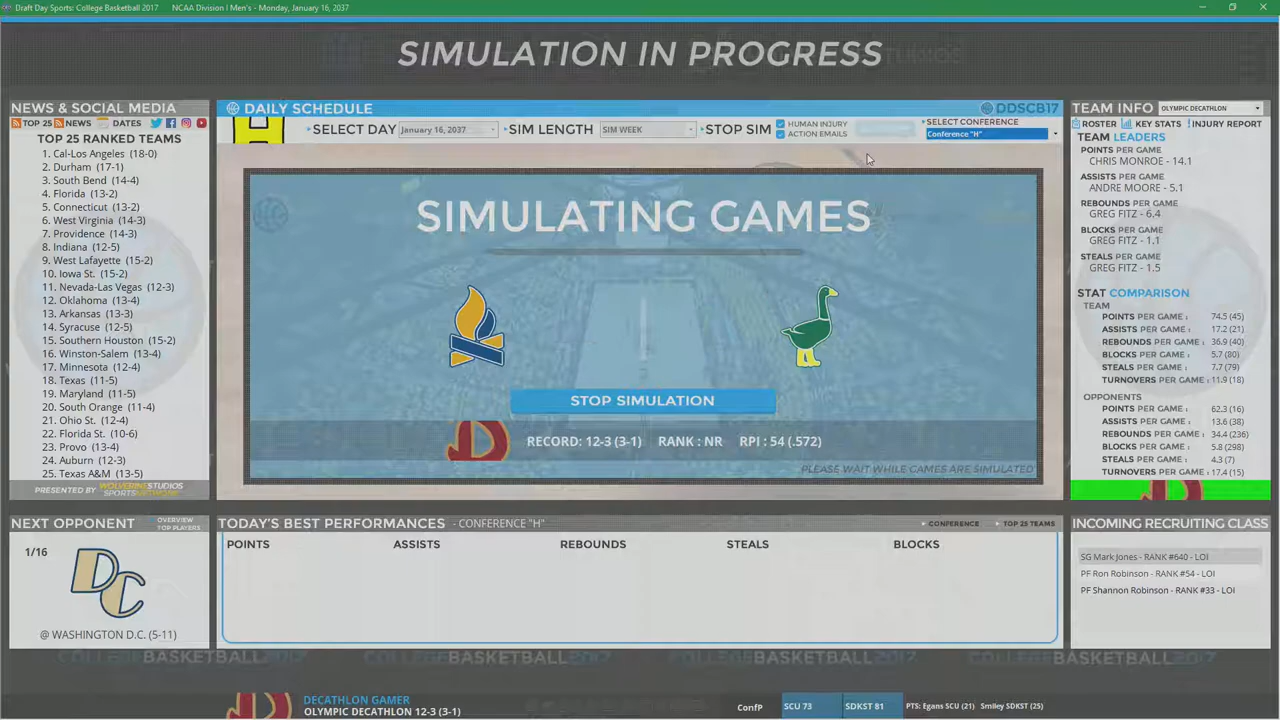 Draft Day Sports: College Basketball 2017 NCAA Division I Men's - Monday, January 16, 2037
SIMULATION IN PROGRESS
NEWS & SOCIAL MEDIA
TOP 25 NEWS DATES
TOP 25 RANKED TEAMS
1. Cal-Los Angeles (18-0)
2. Durham (17-1)
3. South Bend (14-4)
4. Florida (13-2)
5. Connecticut (13-2)
6. West Virginia (14-3)
7. Providence (14-3)
8. Indiana (12-5)
9. West Lafayette (15-2)
10. Iowa St. (15-2)
11. Nevada-Las Vegas (12-3)
12. Oklahoma (13-4)
13. Arkansas (13-3)
14. Syracuse (12-5)
15. Southern Houston (15-2)
16. Winston-Salem (13-4)
17. Minnesota (12-4)
18. Texas (11-5)
19. Maryland (11-5)
20. South Orange (11-4)
21. Ohio St. (12-4)
22. Florida St. (10-6)
23. Provo (13-4)
24. Auburn (12-3)
25. Texas A&M (13-5)
PRESENTED BY WOLVERINE STUDIOS SPORTS NETWORK
DAILY SCHEDULE
DDSCB17
SELECT DAY January 16, 2037 SIM LENGTH SIM WEEK STOP SIM HUMAN INJURY
ACTION EMAILS
SELECT CONFERENCE
Conference "H"
SIMULATING GAMES
STOP SIMULATION
RECORD: 12-3 (3-1) RANK : NR RPI : 54 (.572)
PLEASE WAIT WHILE GAMES ARE SIMULATED
TEAM INFO OLYMPIC DECATHLON
ROSTER KEY STATS INJURY REPORT
TEAM LEADERS
POINTS PER GAME
CHRIS MONROE - 14.1
ASSISTS PER GAME
ANDRE MOORE - 5.1
REBOUNDS PER GAME
GREG FITZ - 6.4
BLOCKS PER GAME
GREG FITZ - 1.1
STEALS PER GAME
GREG FITZ - 1.5
STAT COMPARISON
TEAM
POINTS PER GAME : 74.5 (45)
ASSISTS PER GAME : 17.2 (21)
REBOUNDS PER GAME : 36.9 (40)
BLOCKS PER GAME : 5.7 (80)
STEALS PER GAME : 7.7 (79)
TURNOVERS PER GAME : 11.9 (18)
OPPONENTS
POINTS PER GAME : 62.3 (16)
ASSISTS PER GAME : 13.6 (38)
REBOUNDS PER GAME : 34.4 (236)
BLOCKS PER GAME : 5.8 (298)
STEALS PER GAME : 4.3 (7)
TURNOVERS PER GAME : 17.4 (15)
NEXT OPPONENT OVERVIEW
TOP PLAYERS
1/16
DC
@ WASHINGTON D.C. (5-11)
TODAY'S BEST PERFORMANCES - CONFERENCE "H" CONFERENCE TOP 25 TEAMS
POINTS ASSISTS REBOUNDS STEALS BLOCKS
INCOMING RECRUITING CLASS
SG Mark Jones - RANK #640 - LOI
PF Ron Robinson - RANK #54 - LOI
PF Shannon Robinson - RANK #33 - LOI
COLLEGEBASKETBALL2017 COLLEGEBASKETBALL2017 COLLEGEBASKETBALL2017 COLLEGEBASKETBALL2017
DECATHLON GAMER
OLYMPIC DECATHLON 12-3 (3-1)
ConfP SCU 73 SDKST 81 PTS: Egans SCU (21) Smiley SDKST (25)